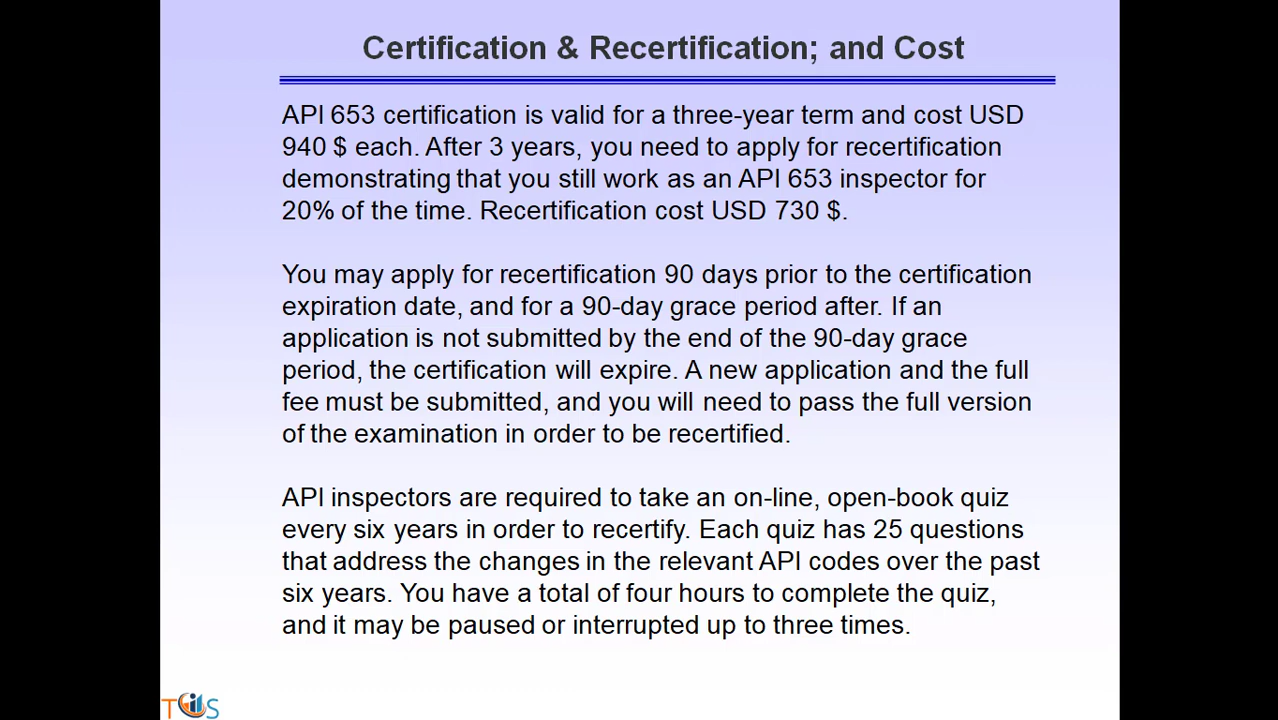 Certification & Recertification; and Cost
API 653 certification is valid for a three-year term and cost USD
940 $ each. After 3 years, you need to apply for recertification
demonstrating that you still work as an API 653 inspector for
20% of the time. Recertification cost USD 730 $.
You may apply for recertification 90 days prior to the certification
expiration date, and for a 90-day grace period after. If an
application is not submitted by the end of the 90-day grace
period, the certification will expire. A new application and the full
fee must be submitted, and you will need to pass the full version
of the examination in order to be recertified.
API inspectors are required to take an on-line, open-book quiz
every six years in order to recertify. Each quiz has 25 questions
that address the changes in the relevant API codes over the past
six years. You have a total of four hours to complete the quiz,
and it may be paused or interrupted up to three times.